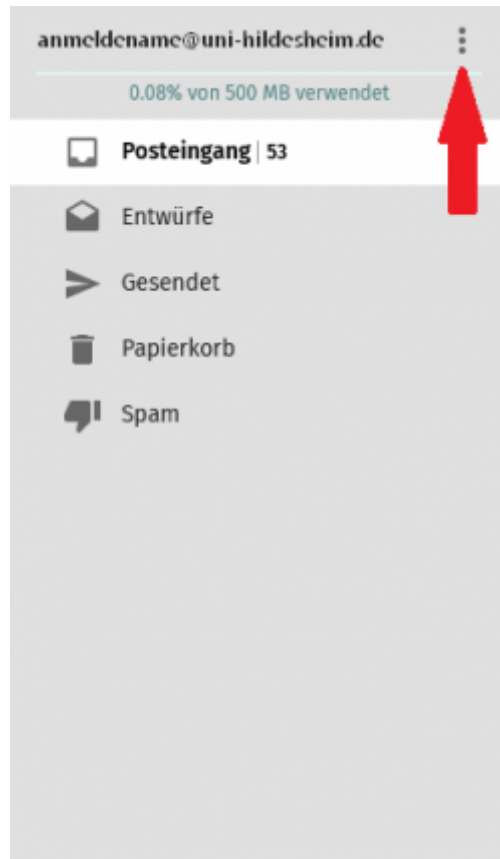 anmeldename@uni-hildesheim.de
0.08% von 500 MB verwendet
Posteingang | 53
Entwürfe
Gesendet
Papierkorb
Spam